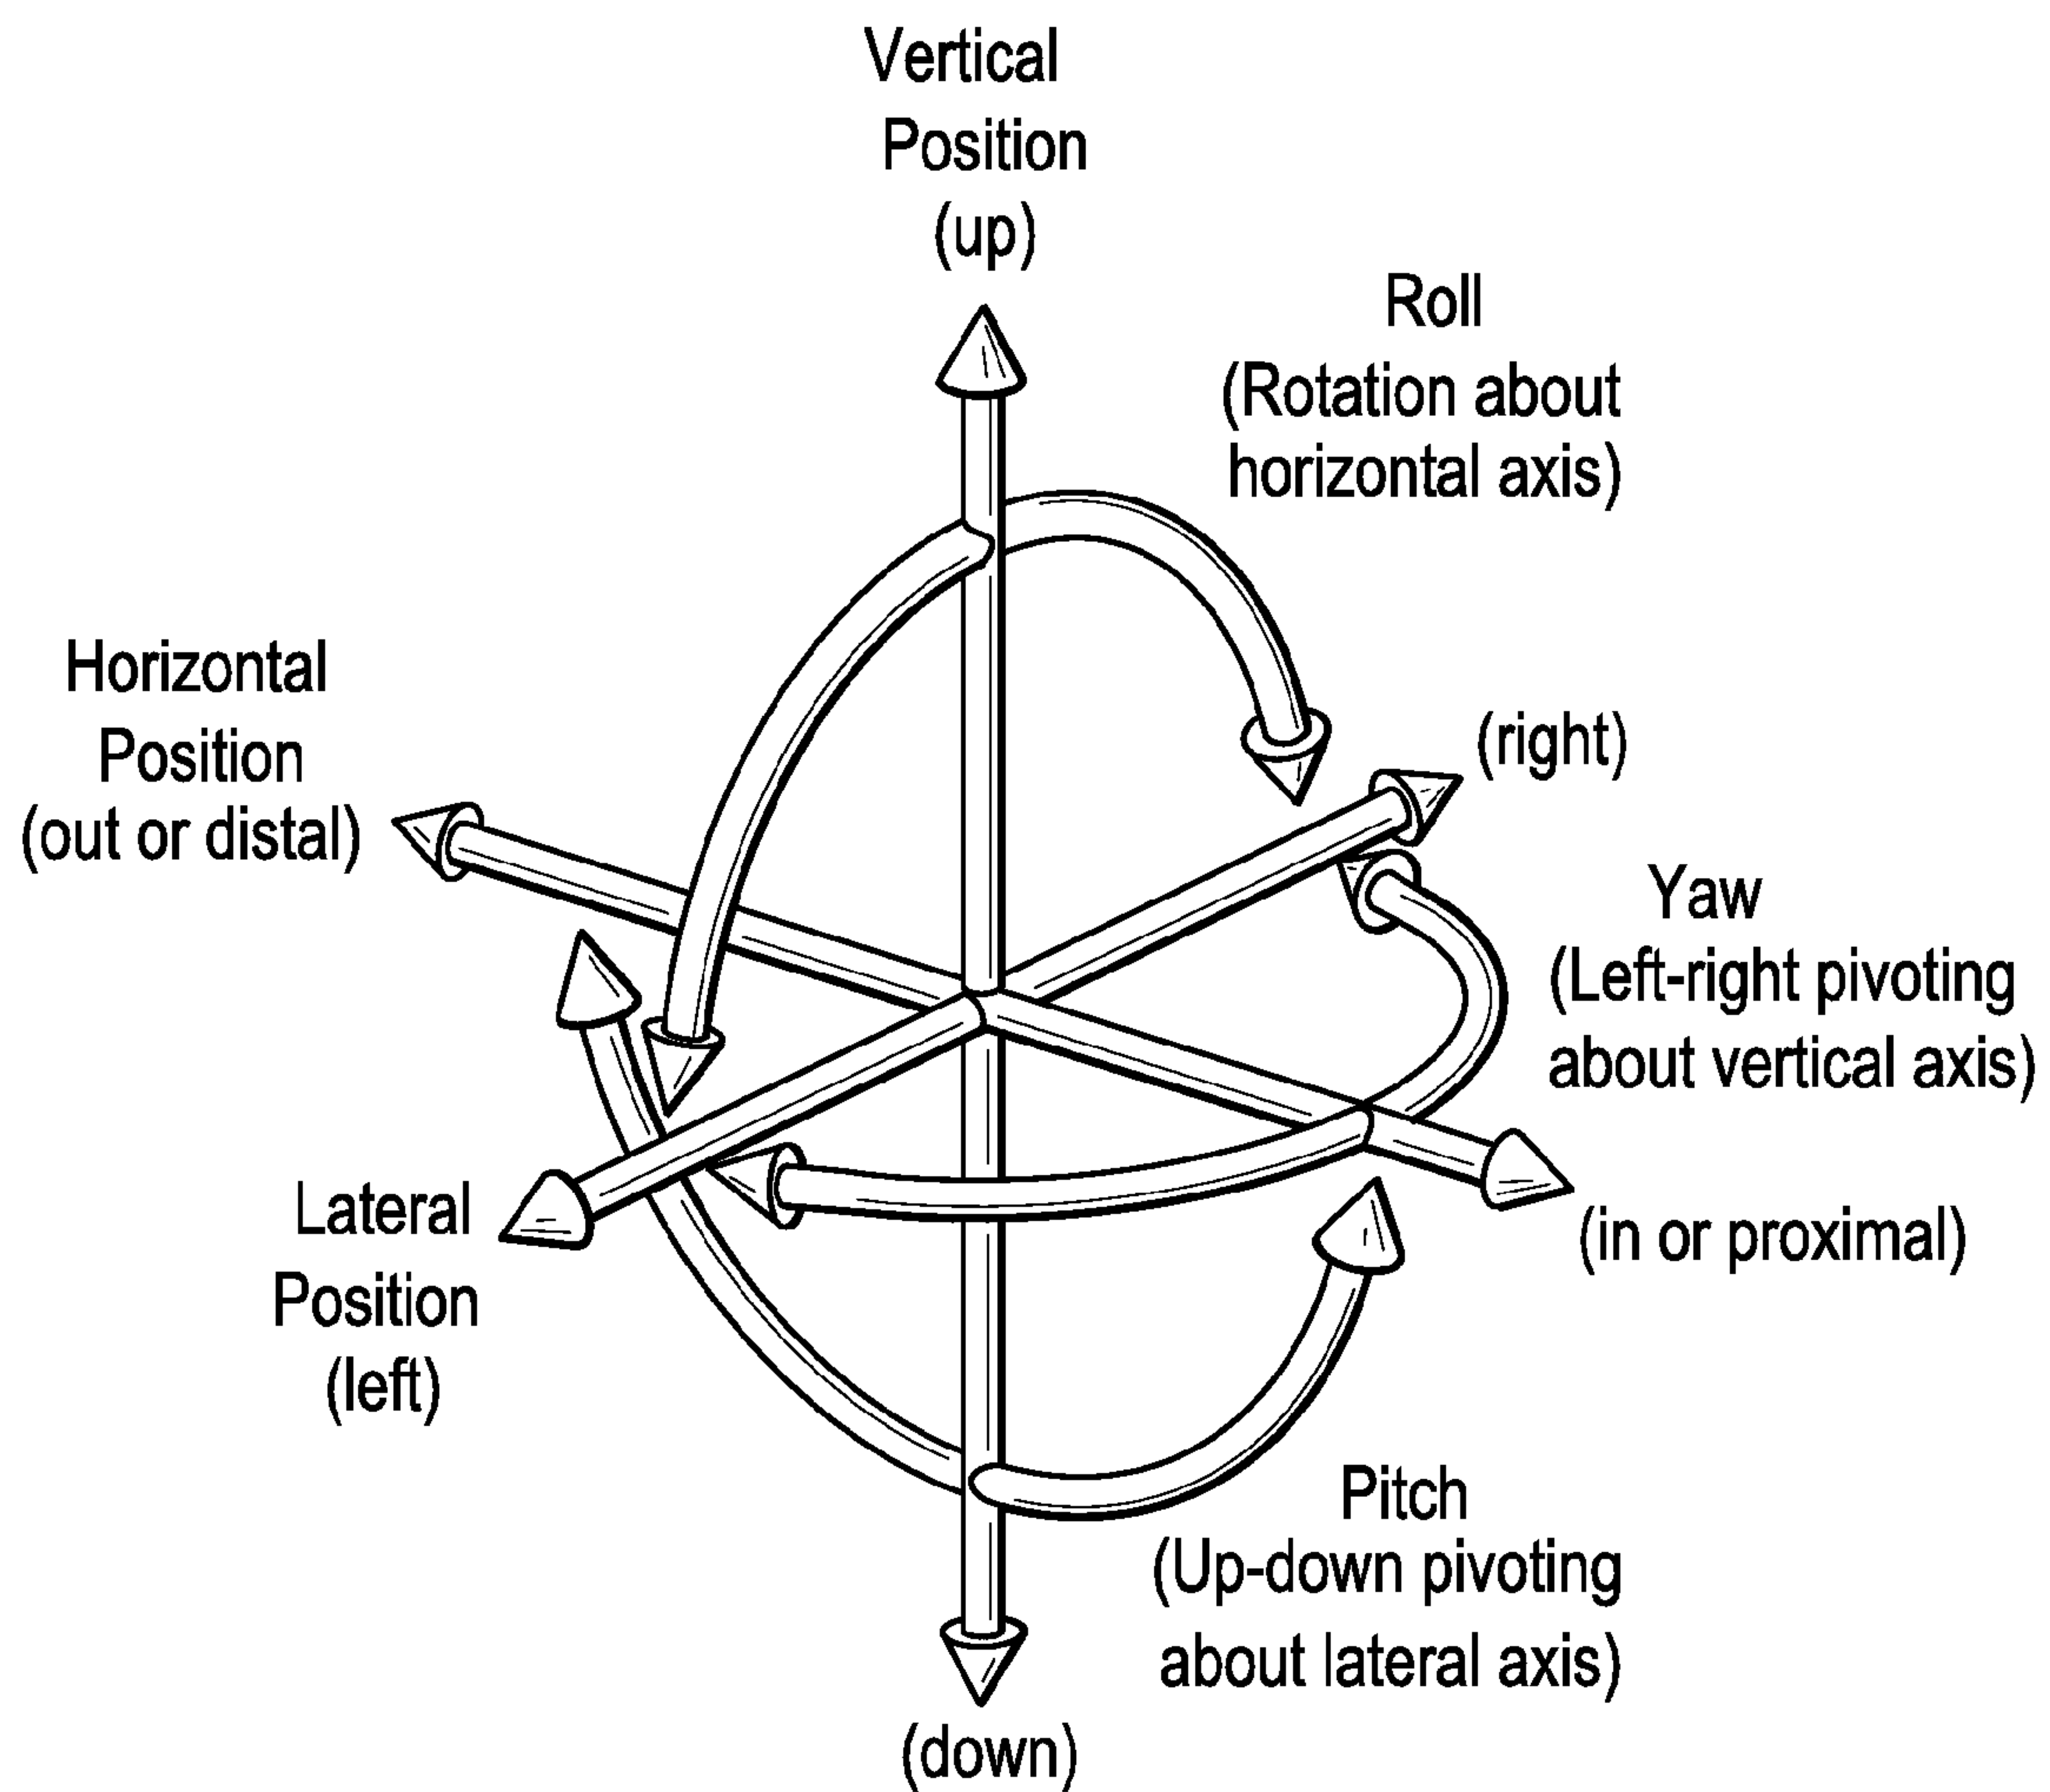 Vertical
Position
(up)
Roll
(Rotation about
horizontal axis)
Horizontal
Position
(out or distal)
(right)
Yaw
(Left-right pivoting
about vertical axis)
Lateral
Position
(left)
(in or proximal)
Pitch
(Up-down pivoting
about lateral axis)
(down)